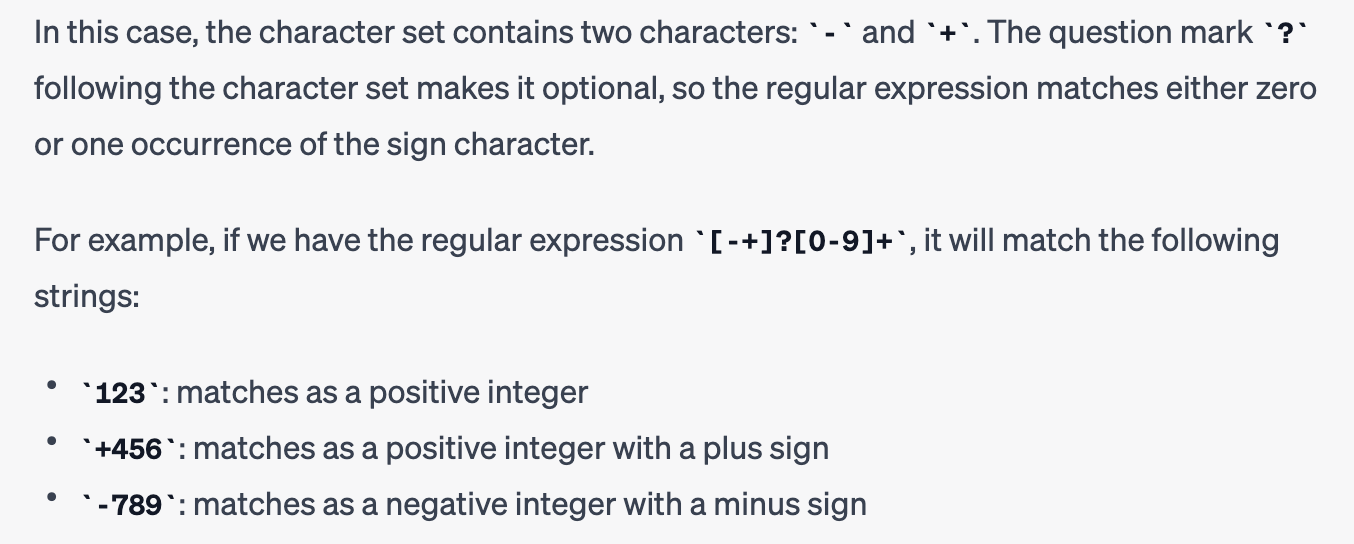 In this case, the character set contains two characters: `-` and `+`. The question mark `?`
following the character set makes it optional, so the regular expression matches either zero
or one occurrence of the sign character.
For example, if we have the regular expression `[-+]?[0-9]+`, it will match the following
strings:
• `123`: matches as a positive integer
• `+456`: matches as a positive integer with a plus sign
• `-789`: matches as a negative integer with a minus sign